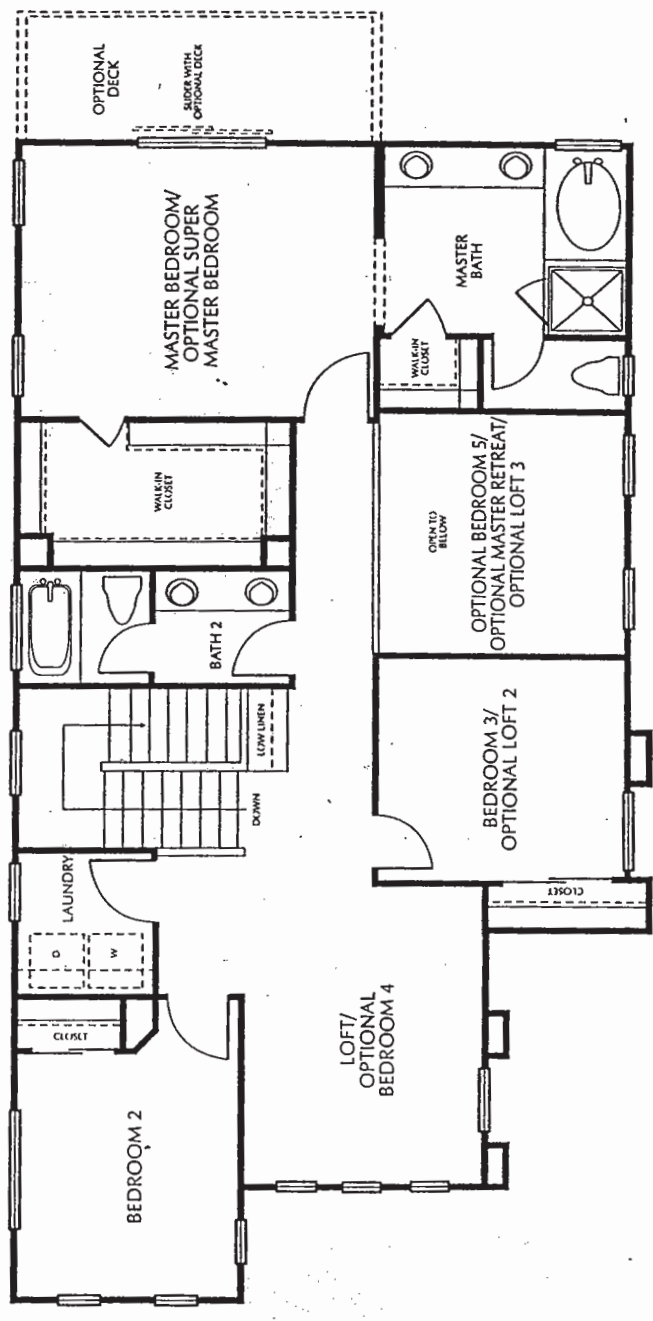 OPTIONAL
DECK
SLIDER WITH
OPTIONAL DECK
MASTER BEDROOM/
OPTIONAL SUPER
MASTER BEDROOM
MASTER
BATH
WALK-IN
CLOSET
WALK-IN
CLOSET
OPEN TO
BELOW
OPTIONAL BEDROOM 5/
OPTIONAL MASTER RETREAT/
OPTIONAL LOFT 3
BATH 2
LOW LINEN
DOWN
BEDROOM 3/
OPTIONAL LOFT 2
CLOSET
LAUNDRY
D
W
CLOSET
LOFT/
OPTIONAL
BEDROOM 4
BEDROOM 2